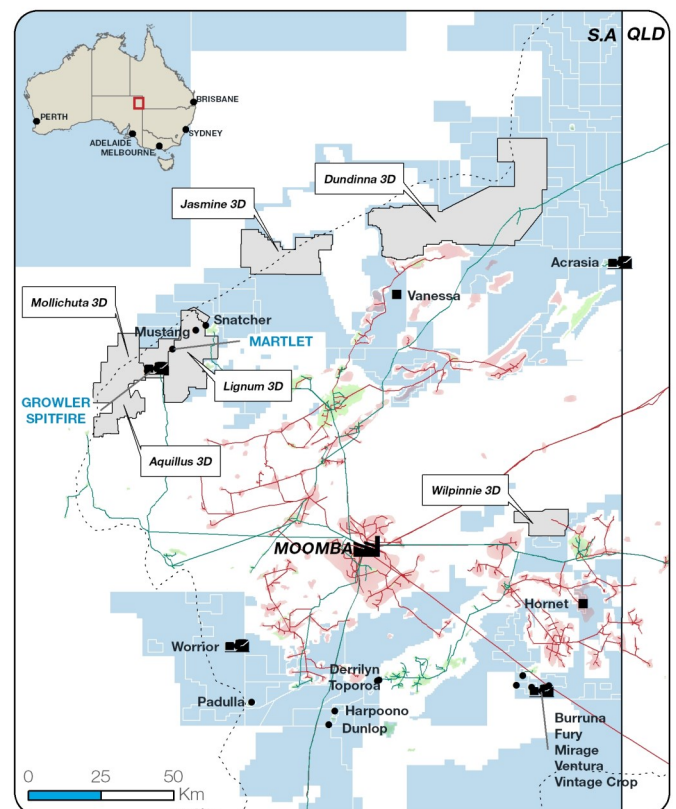 S.A QLD
BRISBANE
PERTH
SYDNEY
ADELAIDE
MELBOURNE
Dundinna 3D
Jasmine 3D
Acrasia
Vanessa
Mollichuta 3D
Snatcher
Mustang
MARTLET
Lignum 3D
GROWLER
SPITFIRE
Aquillus 3D
Wilpinnie 3D
MOOMBA
Hornet
Worrior
Derrilyn
Toporoa
Padulla
Harpoono
Dunlop
Burruna
Fury
Mirage
Ventura
Vintage Crop
0 25 50
Km